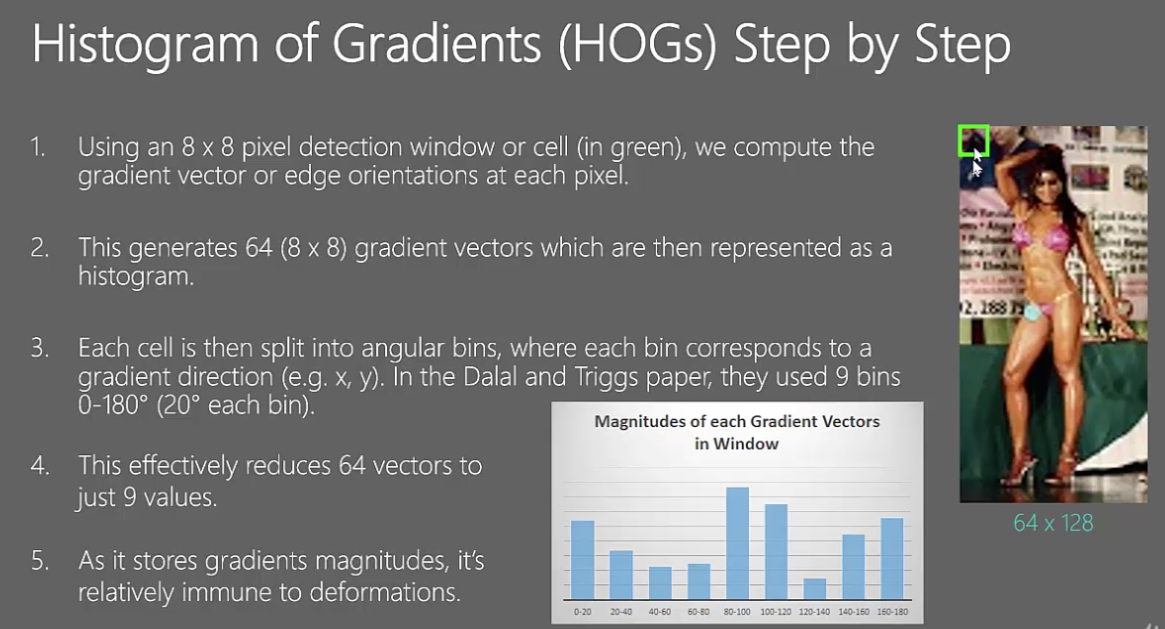 Histogram of Gradients (HOGs) Step by Step
1. Using an 8 x 8 pixel detection window or cell (in green), we compute the
gradient vector or edge orientations at each pixel.
2. This generates 64 (8 x 8) gradient vectors which are then represented as a
histogram.
3. Each cell is then split into angular bins, where each bin corresponds to a
gradient direction (e.g. x, y). In the Dalal and Triggs paper, they used 9 bins
0-180° (20° each bin).
4. This effectively reduces 64 vectors to
just 9 values.
5. As it stores gradients magnitudes, it's
relatively immune to deformations.
Magnitudes of each Gradient Vectors
in Window
0-20 20-40 40-60 60-80 80-100 100-120 120-140 140-160 160-180
64 x 128